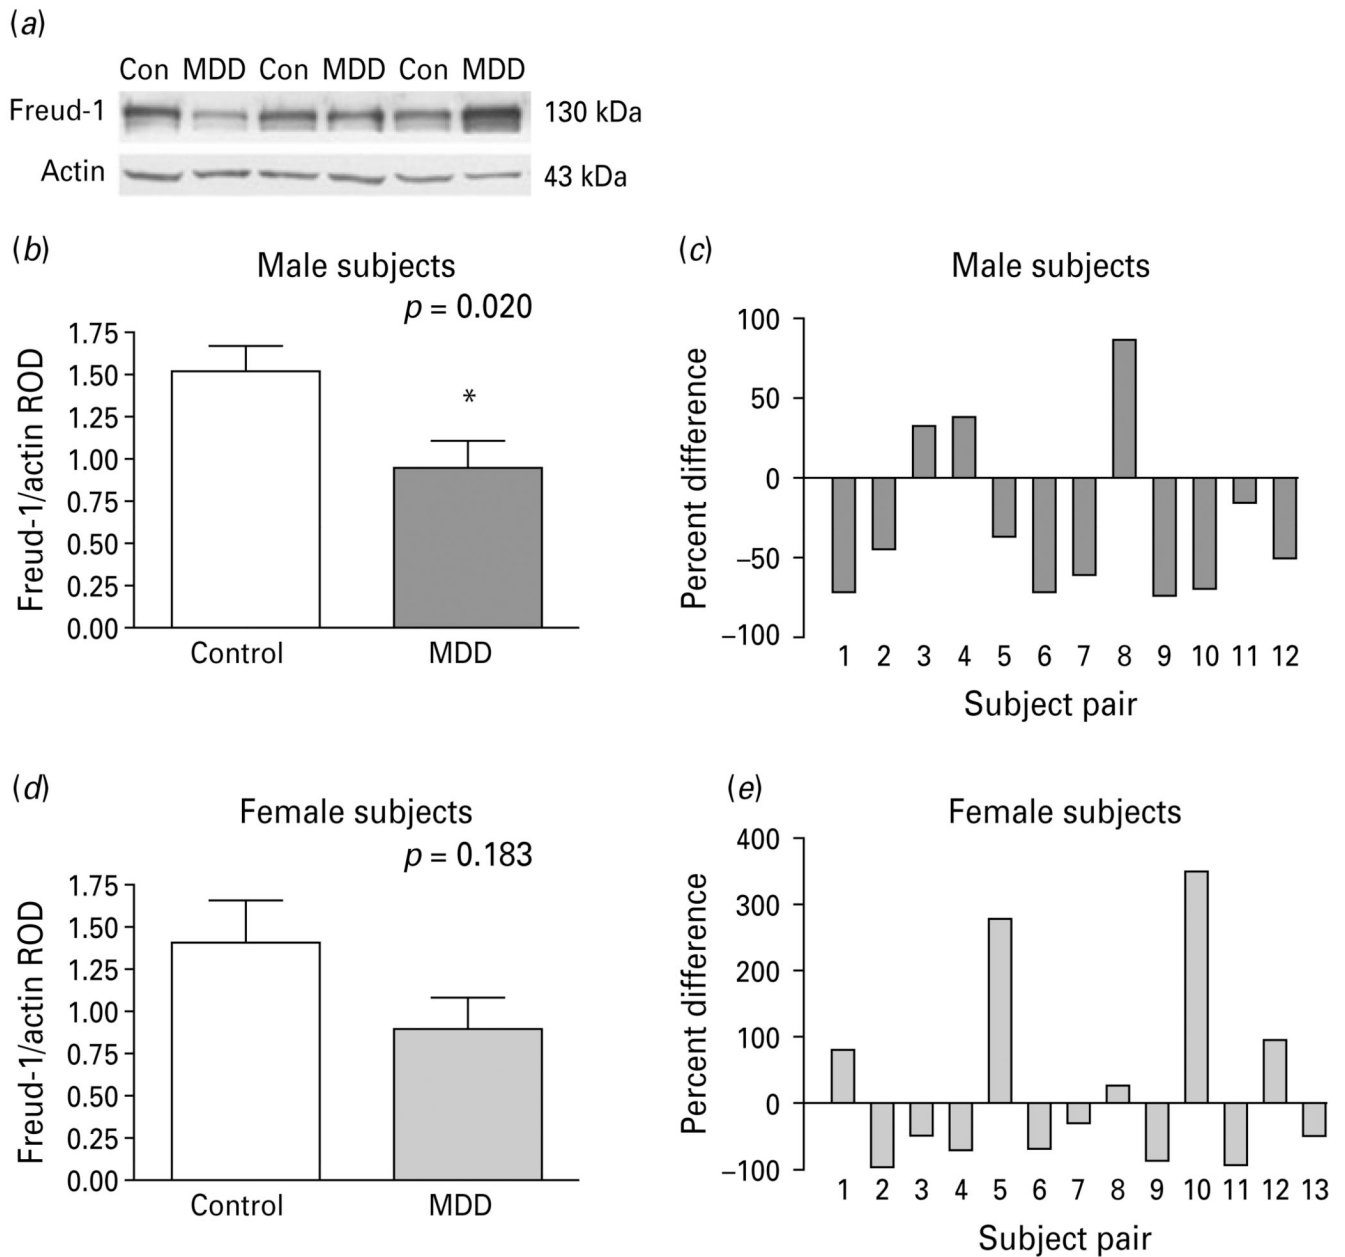 (a)
Con MDD Con MDD Con MDD
Freud-1 130 kDa
Actin 43 kDa
(b)
Male subjects
p = 0.020
Freud-1/actin ROD
1.75
1.50
1.25
1.00
0.75
0.50
0.25
0.00
*
Control MDD
(c)
Male subjects
Percent difference
100
50
0
–50
–100
1 2 3 4 5 6 7 8 9 10 11 12
Subject pair
(d)
Female subjects
p = 0.183
Freud-1/actin ROD
1.75
1.50
1.25
1.00
0.75
0.50
0.25
0.00
Control MDD
(e)
Female subjects
Percent difference
400
300
200
100
0
–100
1 2 3 4 5 6 7 8 9 10 11 12 13
Subject pair